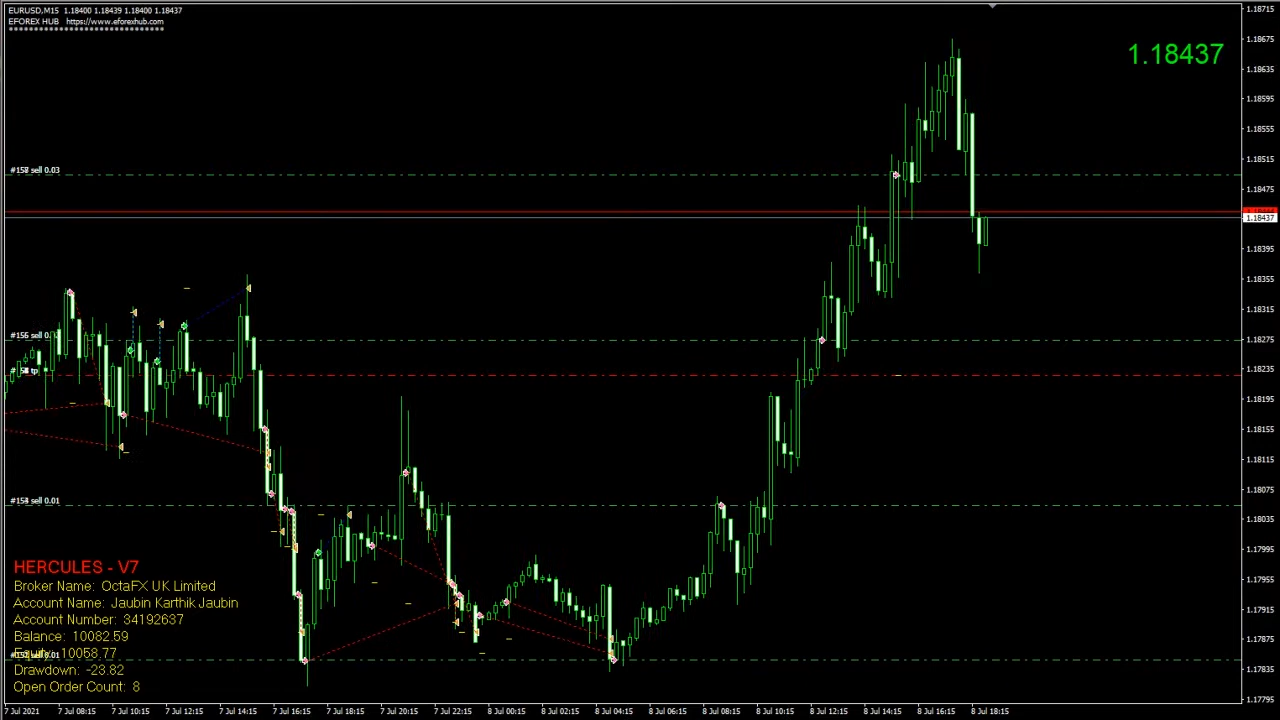 EURUSD,M15 1.18400 1.18439 1.18400 1.18437
EFOREX HUB https://www.eforexhub.com
1.18437
#158 sell 0.03
#156 sell 0.
tp
#154 sell 0.01
HERCULES - V7
Broker Name: OctaFX UK Limited
Account Name: Jaubin Karthik Jaubin
Account Number: 34192637
Balance: 10082.59
Equity: 10058.77
Drawdown: -23.82
Open Order Count: 8
1.18715
1.18675
1.18635
1.18595
1.18555
1.18515
1.18475
1.18437
1.18395
1.18355
1.18315
1.18275
1.18235
1.18195
1.18155
1.18115
1.18075
1.18035
1.17995
1.17955
1.17915
1.17875
1.17835
1.17795
7 Jul 2021
7 Jul 08:15
7 Jul 10:15
7 Jul 12:15
7 Jul 14:15
7 Jul 16:15
7 Jul 18:15
7 Jul 20:15
7 Jul 22:15
8 Jul 00:15
8 Jul 02:15
8 Jul 04:15
8 Jul 06:15
8 Jul 08:15
8 Jul 10:15
8 Jul 12:15
8 Jul 14:15
8 Jul 16:15
8 Jul 18:15